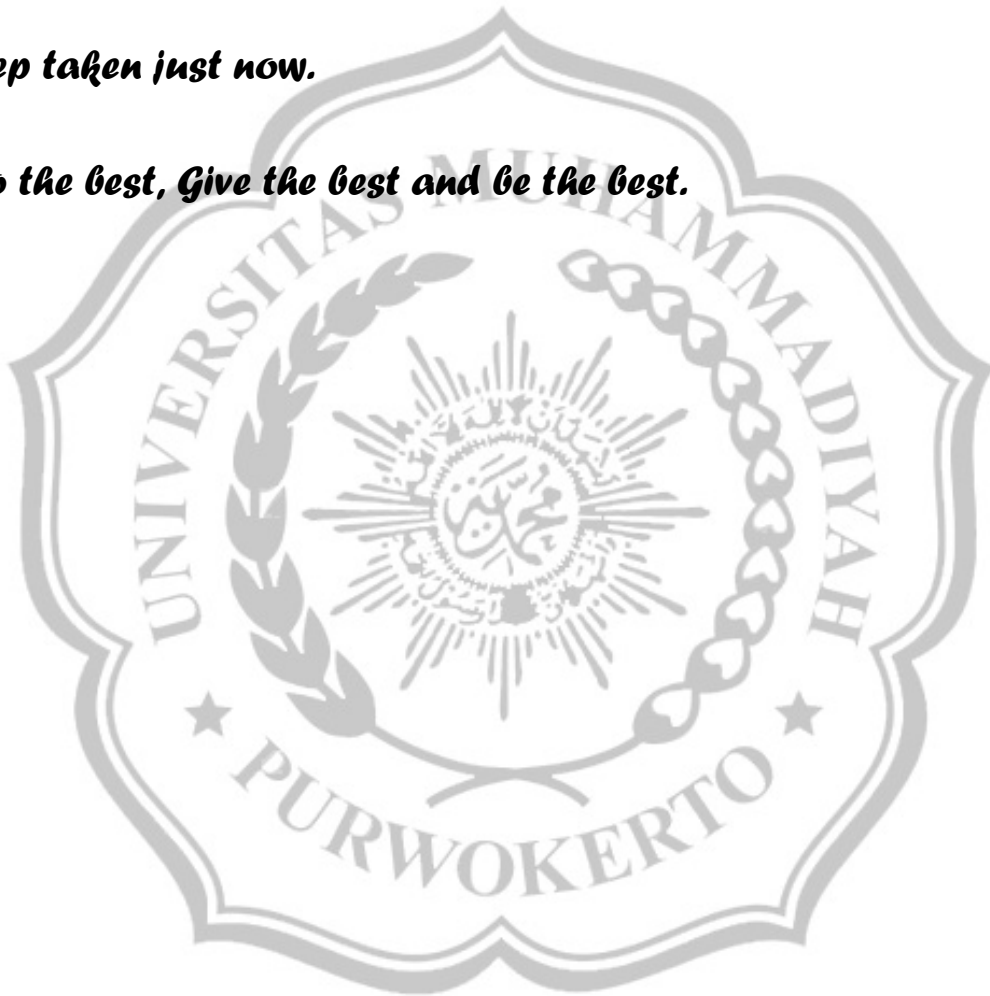 ep taken just now.
o the best, Give the best and be the best.
UNIVERSITAS MUHAMMADIYAH
PURWOKERTO